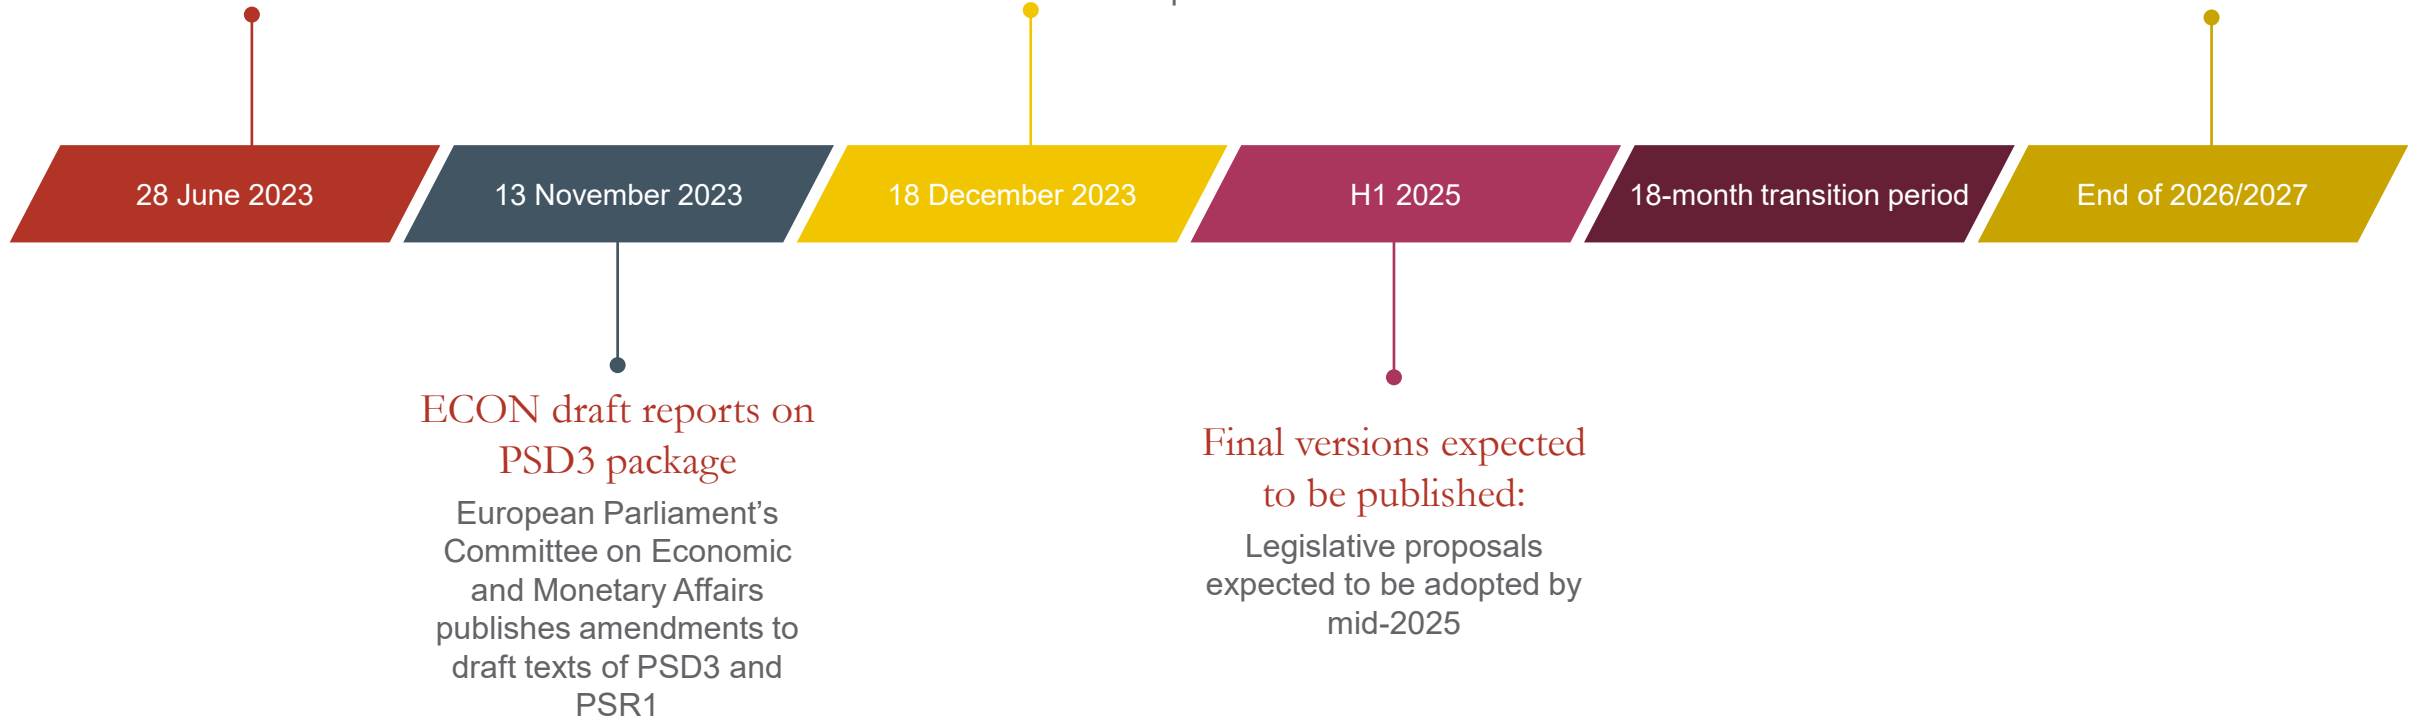 28 June 2023
13 November 2023
18 December 2023
H1 2025
18-month transition period
End of 2026/2027
ECON draft reports on
PSD3 package
European Parliament’s
Committee on Economic
and Monetary Affairs
publishes amendments to
draft texts of PSD3 and
PSR1
Final versions expected
to be published:
Legislative proposals
expected to be adopted by
mid-2025